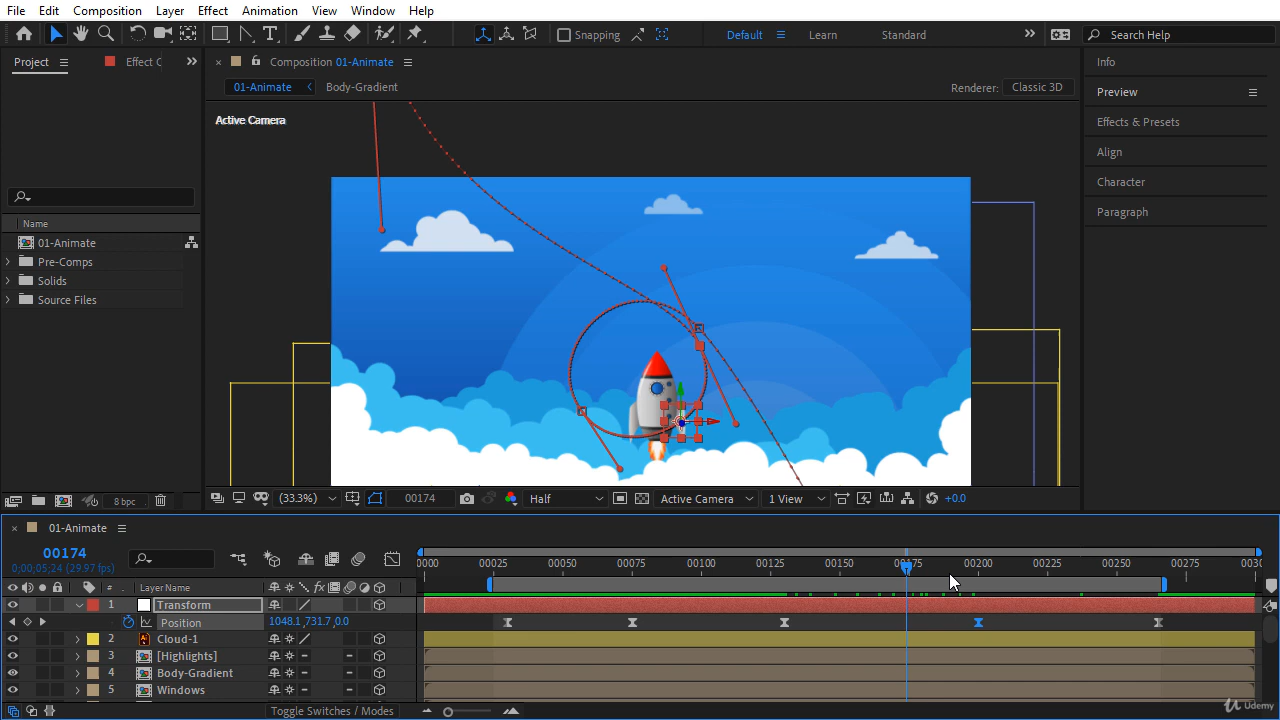 File Edit Composition Layer Effect Animation View Window Help
Snapping Default Learn Standard Search Help
Project Effect C Composition 01-Animate Info
01-Animate Body-Gradient Renderer: Classic 3D Preview
Active Camera Effects & Presets
Align
Character
Paragraph
Name
01-Animate
Pre-Comps
Solids
Source Files
8 bpc (33.3%) 00174 Half Active Camera 1 View +0.0
01-Animate
00174
0;00;05;24 (29.97 fps)
0000 00025 00050 00075 00100 00125 00150 00175 00200 00225 00250 00275 0030
# Layer Name fx
1 Transform
Position 1048.1,731.7,0.0
2 Cloud-1
3 [Highlights]
4 Body-Gradient
5 Windows
Toggle Switches / Modes
Udemy